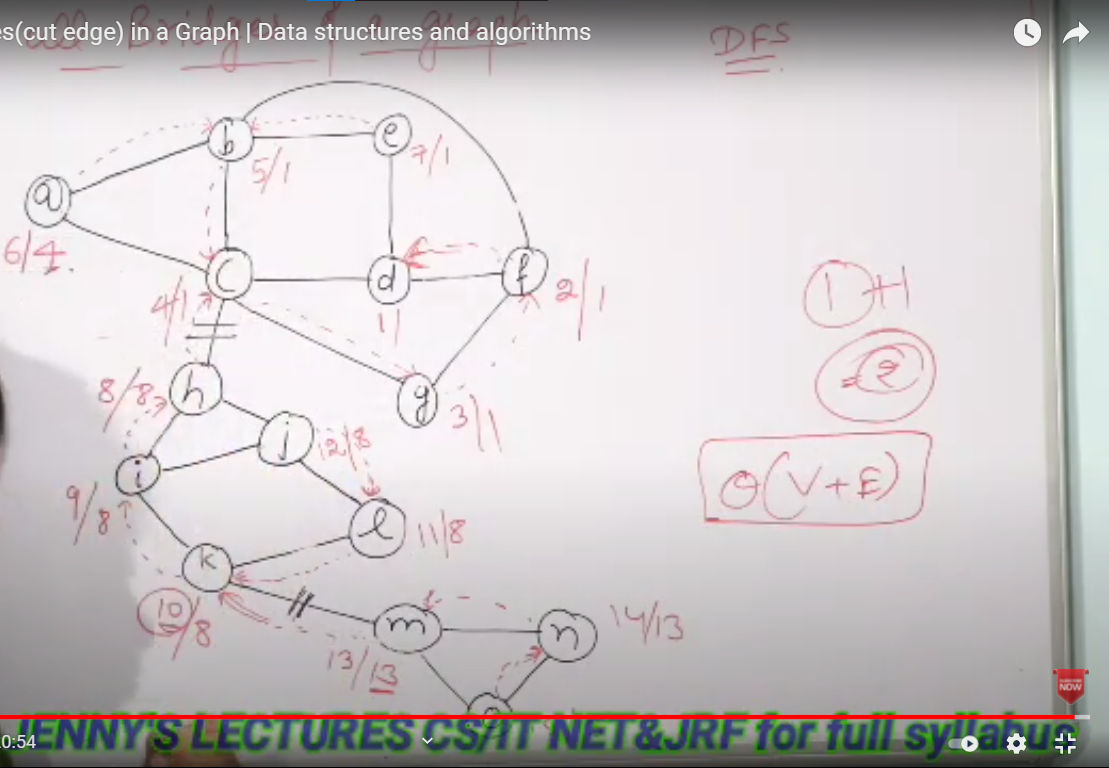 es(cut edge) in a Graph | Data structures and algorithms
all Bridges of a graph
DFS
b
e
5/1
7/1
a
6/4.
c
d
f
4/1
1/
2/1
1+1
=2
h
8/8
g
3/1
j
12/8
θ(V+E)
i
9/8
l
11/8
k
10/8
m
n
14/13
13/13
o
SUBSCRIBE
NOW
JENNY'S LECTURES CS/IT NET&JRF for full syllabus
0:54